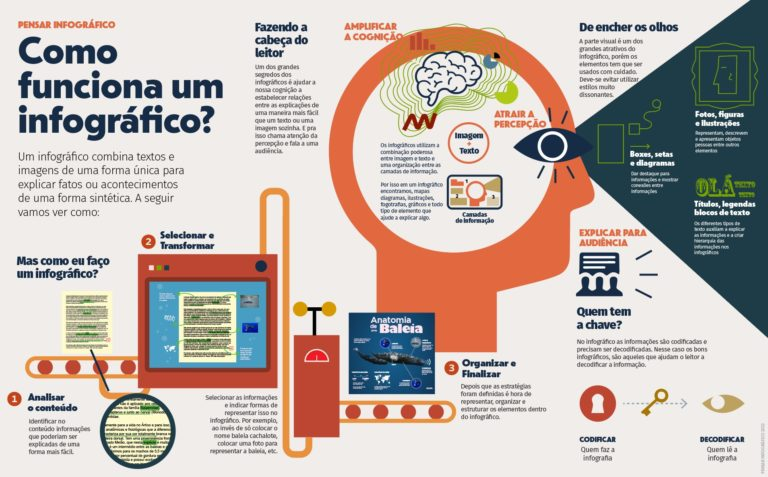 PENSAR INFOGRÁFICO
Como
funciona um
infográfico?
Um infográfico combina textos e
imagens de uma forma única para
explicar fatos ou acontecimentos
de uma forma sintética. A seguir
vamos ver como:
Fazendo a
cabeça do
leitor
Um dos grandes
segredos dos
infográficos é ajudar a
nossa cognição a
estabelecer relações
entre as explicações de
uma maneira mais fácil
que um texto ou uma
imagem sozinha. E pra
isso chama atenção da
percepção e fala a uma
audiência.
AMPLIFICAR
A COGNIÇÃO
ATRAIR A
PERCEPÇÃO
Os infográficos utilizam a
combinação poderosa
entre imagem e texto e
uma organização entre as
camadas de informação.
Por isso em um infográfico
encontramos, mapas
diagramas, ilustrações,
fogotrafias, gráficos e todo
tipo de elemento que
ajude a explicar algo.
Imagem
+
Texto
1
2
3
Camadas
de informação
De encher os olhos
A parte visual é um dos
grandes atrativos do
infográfico, porém os
elementos tem que ser
usados com cuidado.
Deve-se evitar utilizar
estilos muito
dissonantes.
Fotos, figuras
e ilustrações
Representam, descrevem
e apresentam objetos
pessoas entre outros
elementos
Boxes, setas
e diagramas
Dar destaque para
informações e mostrar
conexões entre
informações
OLÁ TEXTO
TEXTO
Títulos, legendas
blocos de texto
Os diferentes tipos de
texto auxiliam a explicar
as informações e a criar
hierarquia das
informações nos
infográficos
EXPLICAR PARA
AUDIÊNCIA
Quem tem
a chave?
No infográfico as informações são codificadas e
precisam ser decodificadas. Nesse caso os bons
infográficos, são aqueles que ajudam o leitor a
decodificar a informação.
CODIFICAR
Quem faz a
infografia
DECODIFICAR
Quem lê a
infografia
Mas como eu faço
um infográfico?
1 Analisar
o conteúdo
Identificar no
conteúdo informações
que poderiam ser
explicadas de uma
forma mais fácil.
2 Selecionar e
Transformar
Selecionar as informações
e indicar formas de
representar isso no
infográfico. Por exemplo,
ao invés de só colocar o
nome baleia cachalote,
colocar uma foto para
representar a baleia, etc.
Anatomia
de uma
Baleia
3 Organizar e
Finalizar
Depois que as estratégias
foram definidas é hora de
representar, organizar e
estruturar os elementos dentro
do infográfico.